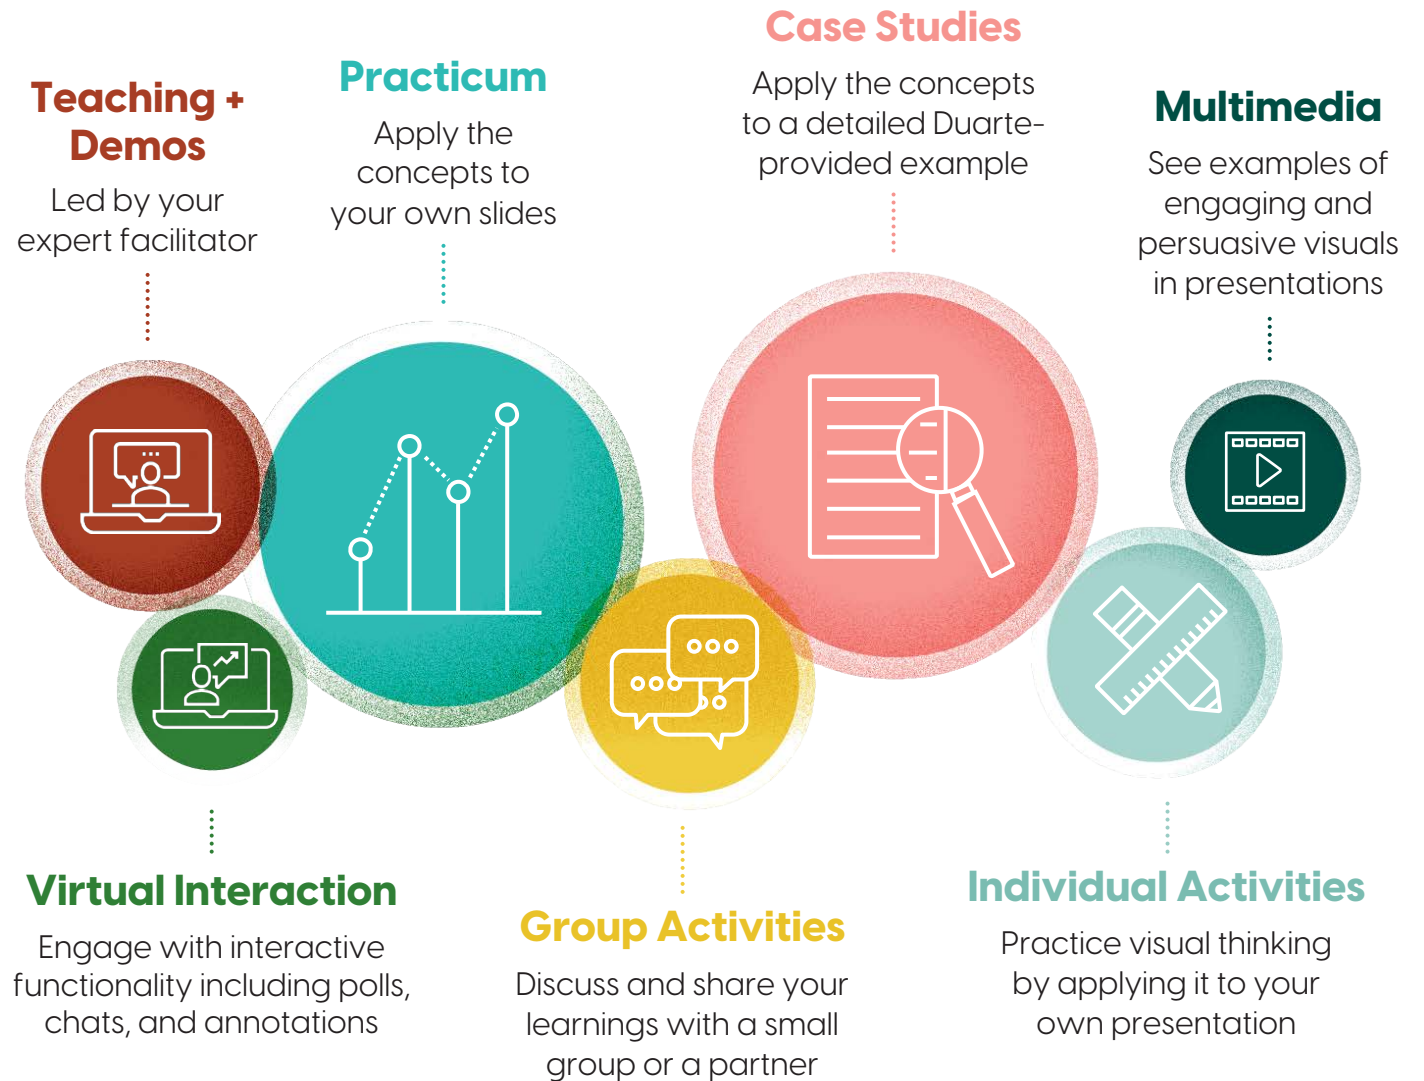 Teaching +
Demos
Led by your
expert facilitator
Practicum
Apply the
concepts to
your own slides
Case Studies
Apply the concepts
to a detailed Duarte-
provided example
Multimedia
See examples of
engaging and
persuasive visuals
in presentations
Virtual Interaction
Engage with interactive
functionality including polls,
chats, and annotations
Group Activities
Discuss and share your
learnings with a small
group or a partner
Individual Activities
Practice visual thinking
by applying it to your
own presentation